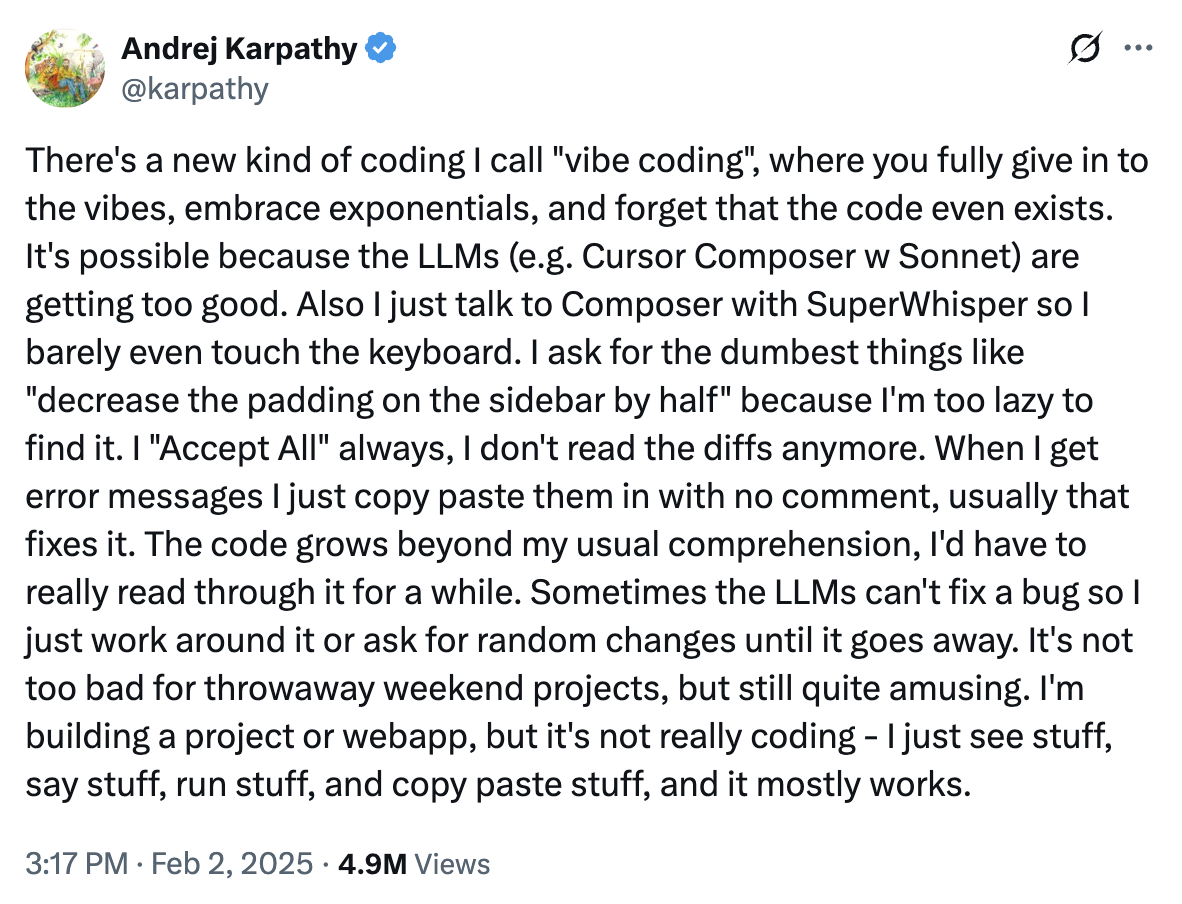 Andrej Karpathy
@karpathy
There's a new kind of coding I call "vibe coding", where you fully give in to
the vibes, embrace exponentials, and forget that the code even exists.
It's possible because the LLMs (e.g. Cursor Composer w Sonnet) are
getting too good. Also I just talk to Composer with SuperWhisper so I
barely even touch the keyboard. I ask for the dumbest things like
"decrease the padding on the sidebar by half" because I'm too lazy to
find it. I "Accept All" always, I don't read the diffs anymore. When I get
error messages I just copy paste them in with no comment, usually that
fixes it. The code grows beyond my usual comprehension, I'd have to
really read through it for a while. Sometimes the LLMs can't fix a bug so I
just work around it or ask for random changes until it goes away. It's not
too bad for throwaway weekend projects, but still quite amusing. I'm
building a project or webapp, but it's not really coding - I just see stuff,
say stuff, run stuff, and copy paste stuff, and it mostly works.
3:17 PM · Feb 2, 2025 · 4.9M Views